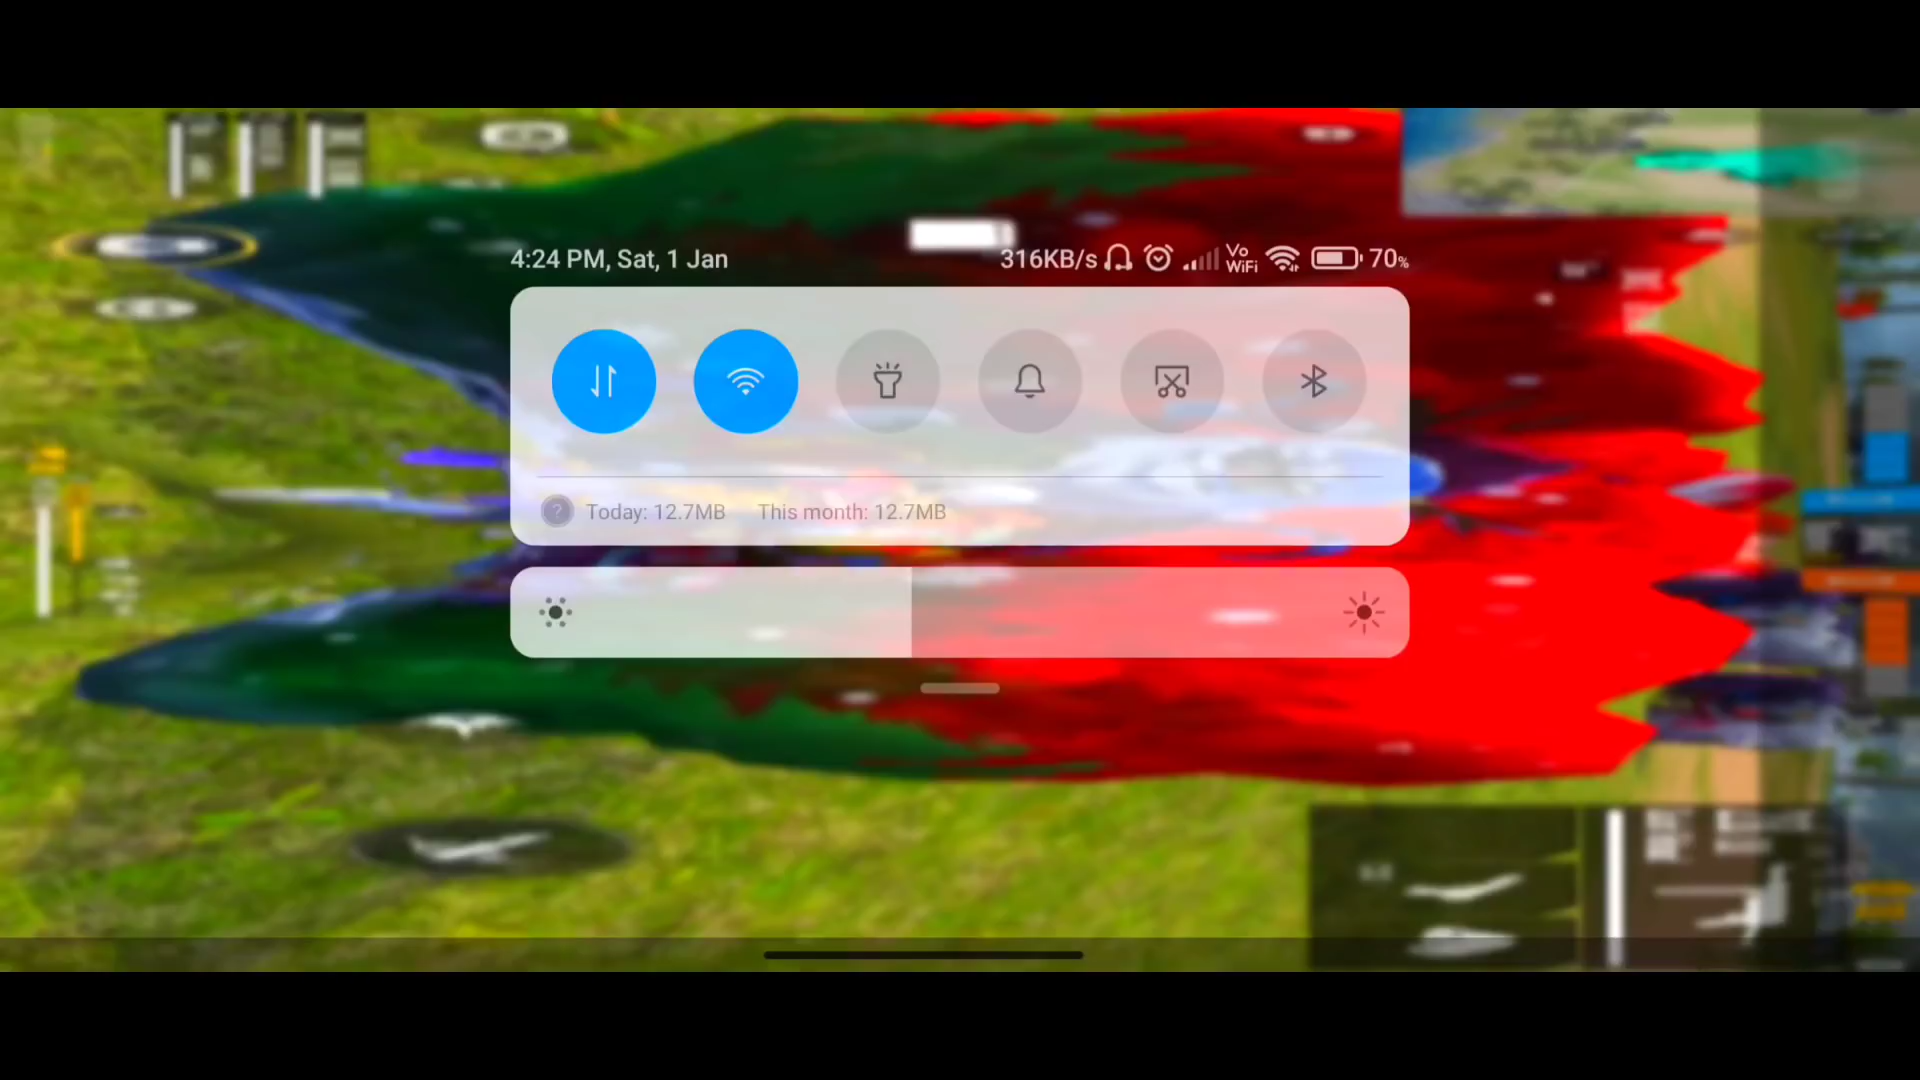 4:24 PM, Sat, 1 Jan
316KB/s Vo WiFi 70%
Today: 12.7MB This month: 12.7MB